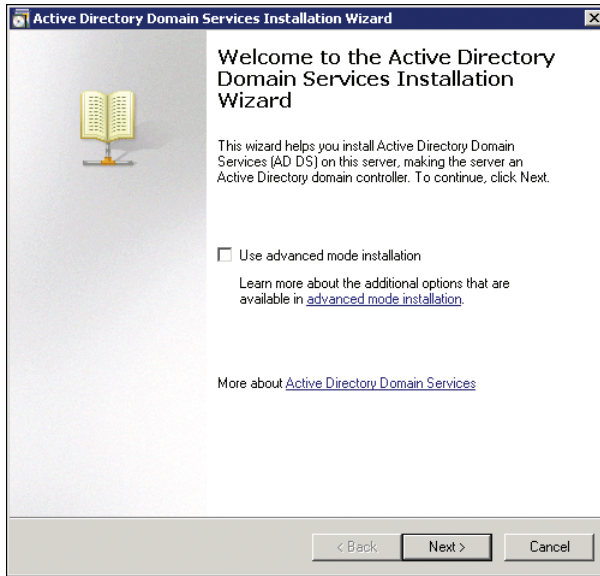 Active Directory Domain Services Installation Wizard
Welcome to the Active Directory
Domain Services Installation
Wizard
This wizard helps you install Active Directory Domain
Services (AD DS) on this server, making the server an
Active Directory domain controller. To continue, click Next.
Use advanced mode installation
Learn more about the additional options that are
available in advanced mode installation.
More about Active Directory Domain Services
< Back
Next >
Cancel